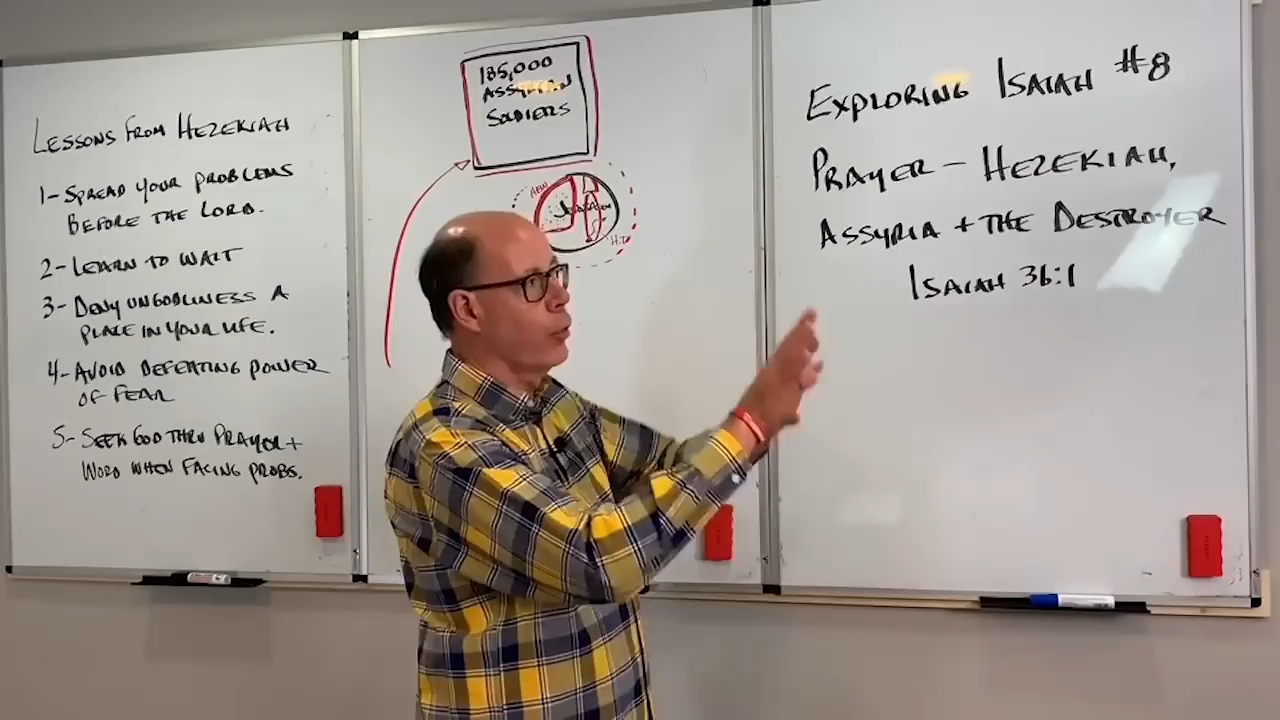 LESSONS FROM HEZEKIAH
1-SPREAD YOUR PROBLEMS
BEFORE THE LORD.
2-LEARN TO WAIT
3-DENY UNGODLINESS A
PLACE IN YOUR LIFE.
4-AVOID DEFEATING POWER
OF FEAR
5-SEEK GOD THRU PRAYER +
WORD WHEN FACING PROBS.
185,000
ASSYRIAN
SOLDIERS
EXPLORING ISAIAH #8
PRAYER – HEZEKIAH,
ASSYRIA + THE DESTROYER
ISAIAH 36:1